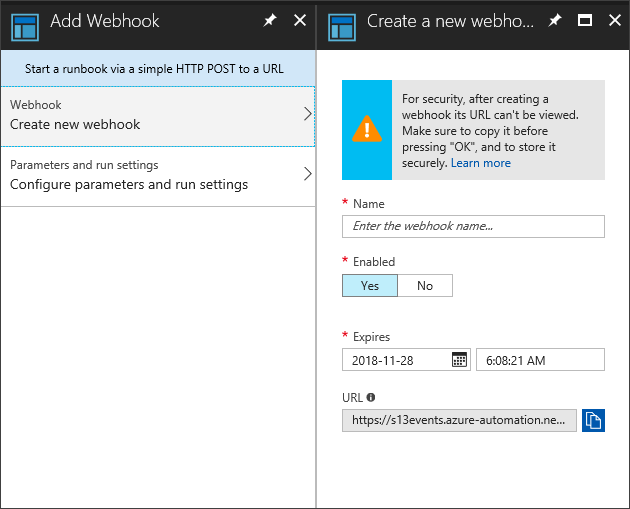 Add Webhook
Start a runbook via a simple HTTP POST to a URL
Webhook
Create new webhook
Parameters and run settings
Configure parameters and run settings
Create a new webho...
For security, after creating a
webhook its URL can't be viewed.
Make sure to copy it before
pressing "OK", and to store it
securely. Learn more
* Name
Enter the webhook name...
* Enabled
Yes No
* Expires
2018-11-28 6:08:21 AM
URL
https://s13events.azure-automation.ne...